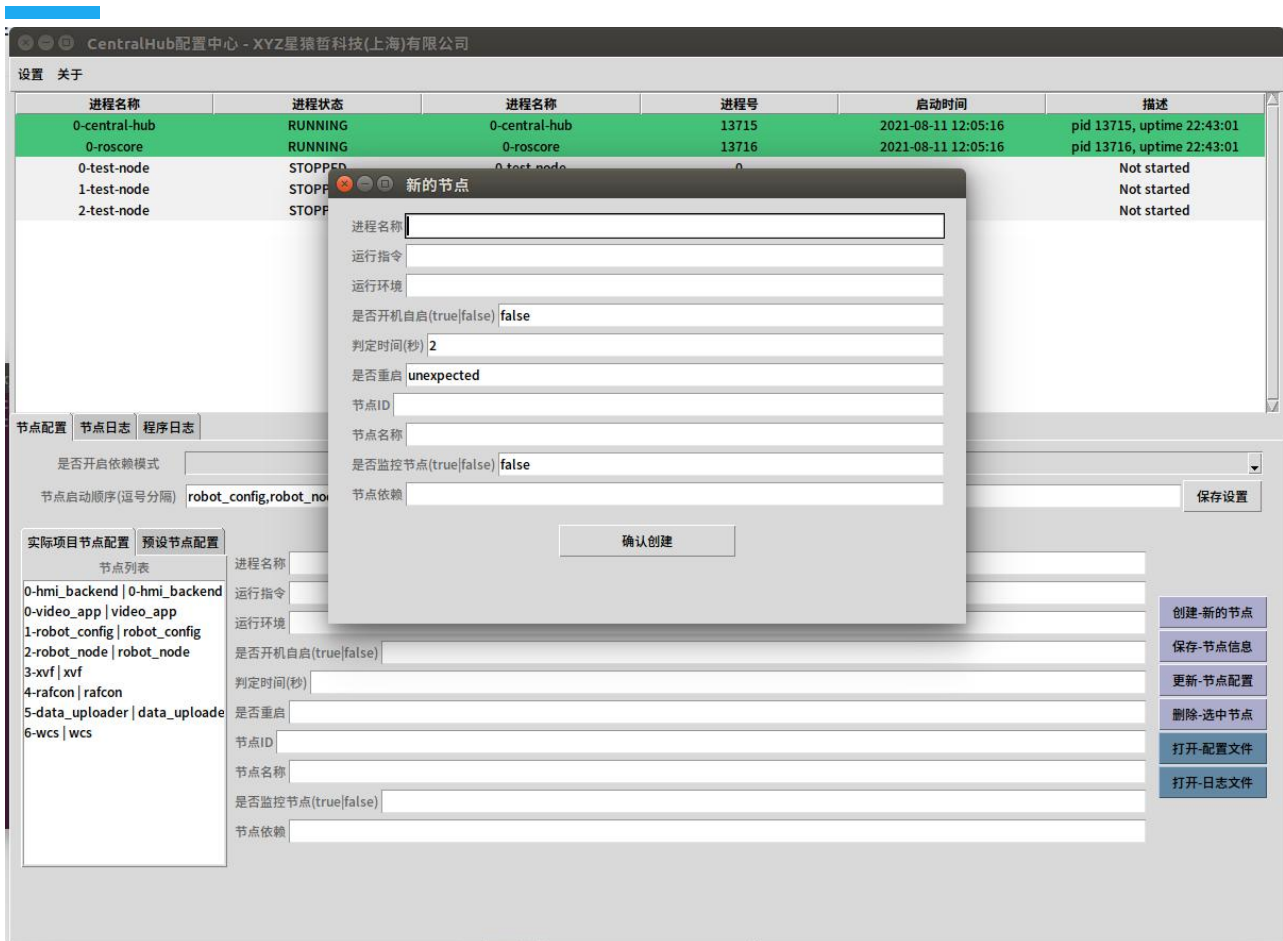 CentralHub配置中心 - XYZ星猿哲科技(上海)有限公司
设置 关于
进程名称 进程状态 进程名称 进程号 启动时间 描述
0-central-hub RUNNING 0-central-hub 13715 2021-08-11 12:05:16 pid 13715, uptime 22:43:01
0-roscore RUNNING 0-roscore 13716 2021-08-11 12:05:16 pid 13716, uptime 22:43:01
0-test-node STOPPED 0-test-node 0 Not started
1-test-node STOPP Not started
2-test-node STOPP Not started
新的节点
进程名称
运行指令
运行环境
是否开机自启(true|false) false
判定时间(秒) 2
是否重启 unexpected
节点ID
节点名称
是否监控节点(true|false) false
节点依赖
确认创建
节点配置 节点日志 程序日志
是否开启依赖模式
节点启动顺序(逗号分隔) robot_config,robot_no 保存设置
实际项目节点配置 预设节点配置
节点列表
0-hmi_backend | 0-hmi_backend
0-video_app | video_app
1-robot_config | robot_config
2-robot_node | robot_node
3-xvf | xvf
4-rafcon | rafcon
5-data_uploader | data_uploade
6-wcs | wcs
进程名称
运行指令
运行环境
是否开机自启(true|false)
判定时间(秒)
是否重启
节点ID
节点名称
是否监控节点(true|false)
节点依赖
创建-新的节点
保存-节点信息
更新-节点配置
删除-选中节点
打开-配置文件
打开-日志文件